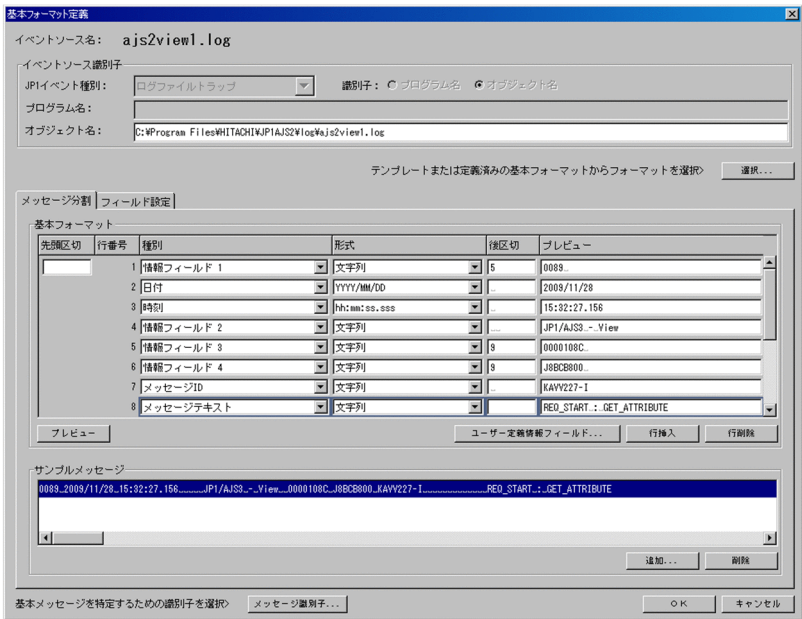 基本フォーマット定義
イベントソース名： ajs2view1.log
イベントソース識別子
JP1イベント種別： ログファイルトラップ 識別子： プログラム名 オブジェクト名
プログラム名：
オブジェクト名： C:¥Program Files¥HITACHI¥JP1AJS2¥log¥ajs2view1.log
テンプレートまたは定義済みの基本フォーマットからフォーマットを選択> 選択...
メッセージ分割 フィールド設定
基本フォーマット
先頭区切 行番号 種別 形式 後区切 プレビュー
1 情報フィールド 1 文字列 5 0089_
2 日付 YYYY/MM/DD _ 2009/11/28
3 時刻 hh:mm:ss.sss _ 15:32:27.156
4 情報フィールド 2 文字列 __ JP1/AJS3_-_View
5 情報フィールド 3 文字列 9 0000108C_
6 情報フィールド 4 文字列 9 J8BCB800_
7 メッセージID 文字列 _ KAVV227-I
8 メッセージテキスト 文字列 REQ_START_:_GET_ATTRIBUTE
プレビュー ユーザー定義情報フィールド... 行挿入 行削除
サンプルメッセージ
0089_2009/11/28_15:32:27.156______JP1/AJS3_-_View__0000108C_J8BCB800_KAVV227-I_______________REQ_START_:_GET_ATTRIBUTE
追加... 削除
基本メッセージを特定するための識別子を選択> メッセージ識別子... OK キャンセル